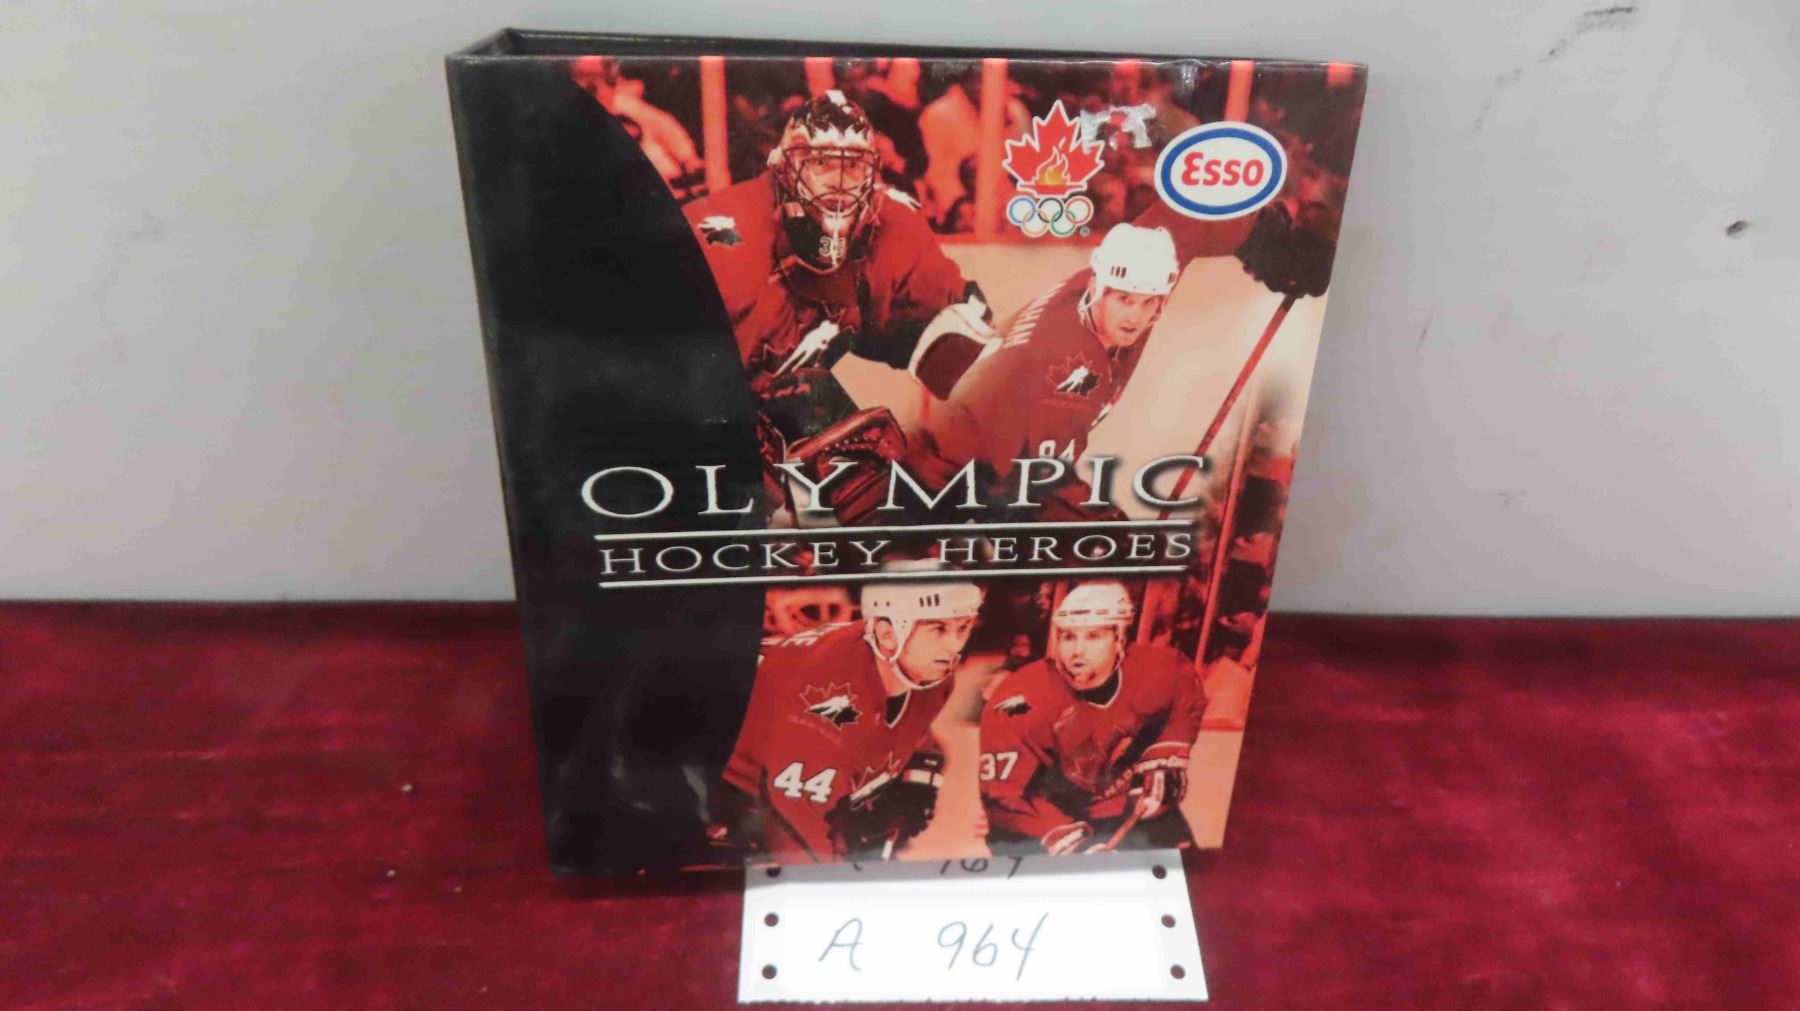 Esso
OLYMPIC
HOCKEY HEROES
44
37
A 964